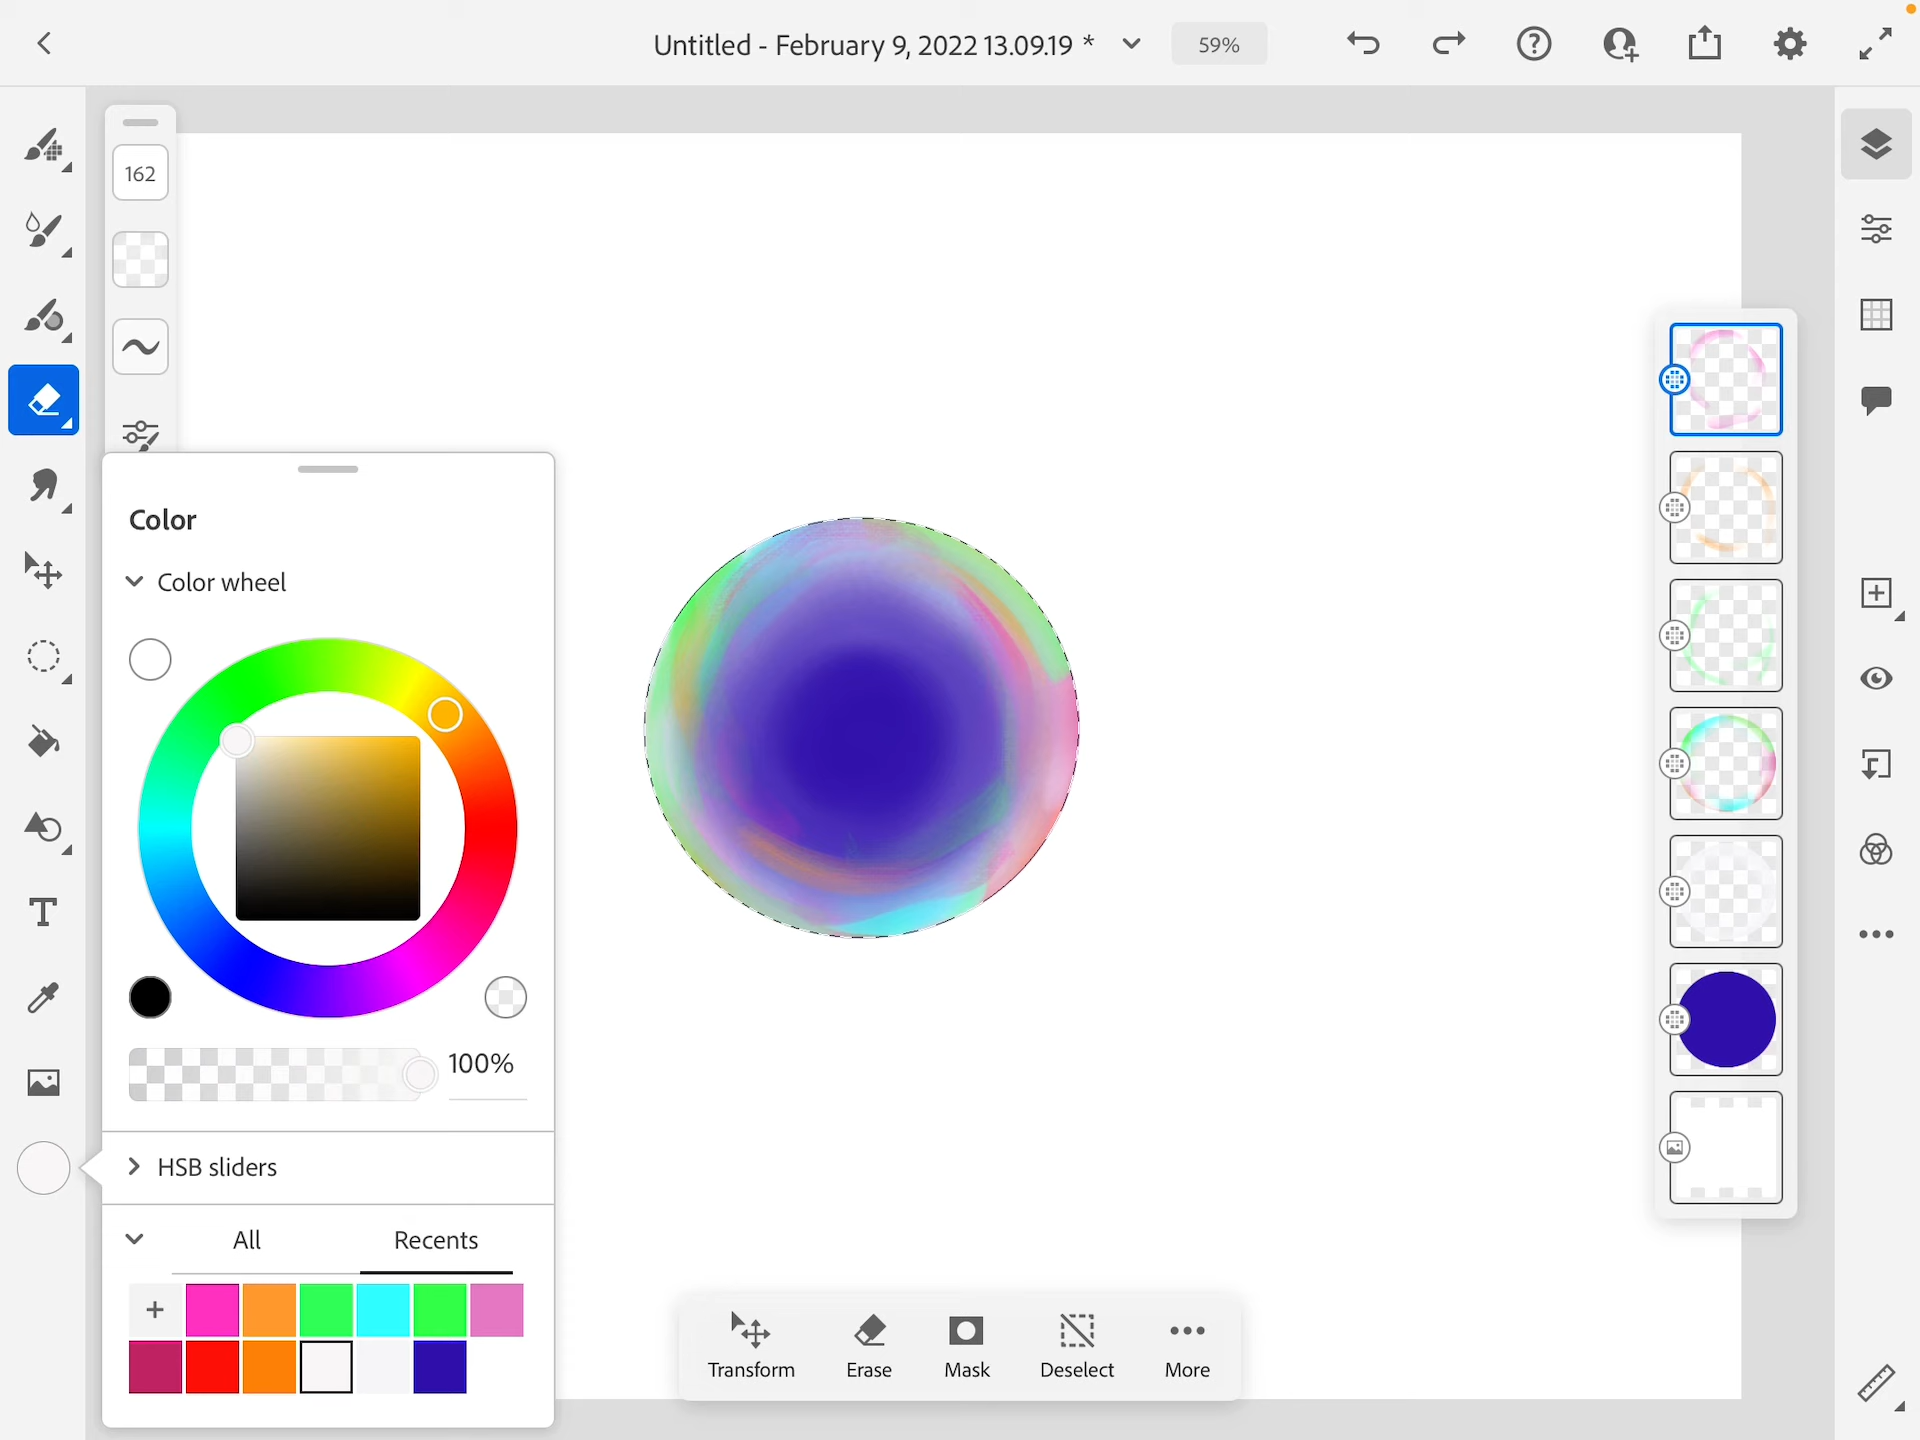 Untitled - February 9, 2022 13.09.19 *
59%
162
Color
Color wheel
100%
HSB sliders
All
Recents
Transform
Erase
Mask
Deselect
More